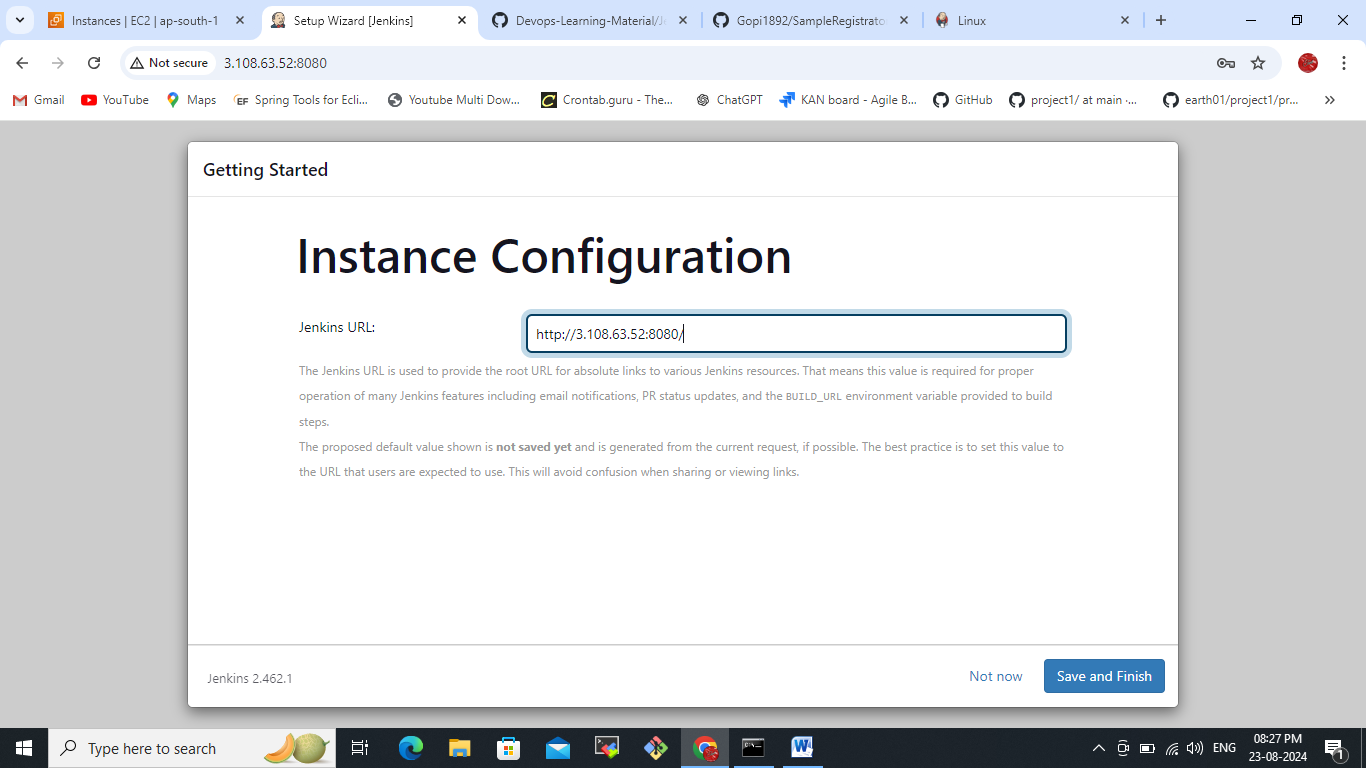 Instances | EC2 | ap-south-1
Setup Wizard [Jenkins]
Devops-Learning-Material/Je
Gopi1892/SampleRegistratio
Linux
Not secure
3.108.63.52:8080
Gmail
YouTube
Maps
Spring Tools for Ecli...
Youtube Multi Dow...
Crontab.guru - The...
ChatGPT
KAN board - Agile B...
GitHub
project1/ at main ·...
earth01/project1/pr...
Getting Started
Instance Configuration
Jenkins URL:
http://3.108.63.52:8080/
The Jenkins URL is used to provide the root URL for absolute links to various Jenkins resources. That means this value is required for proper
operation of many Jenkins features including email notifications, PR status updates, and the BUILD_URL environment variable provided to build
steps.
The proposed default value shown is not saved yet and is generated from the current request, if possible. The best practice is to set this value to
the URL that users are expected to use. This will avoid confusion when sharing or viewing links.
Jenkins 2.462.1
Not now
Save and Finish
Type here to search
ENG
08:27 PM
23-08-2024
1